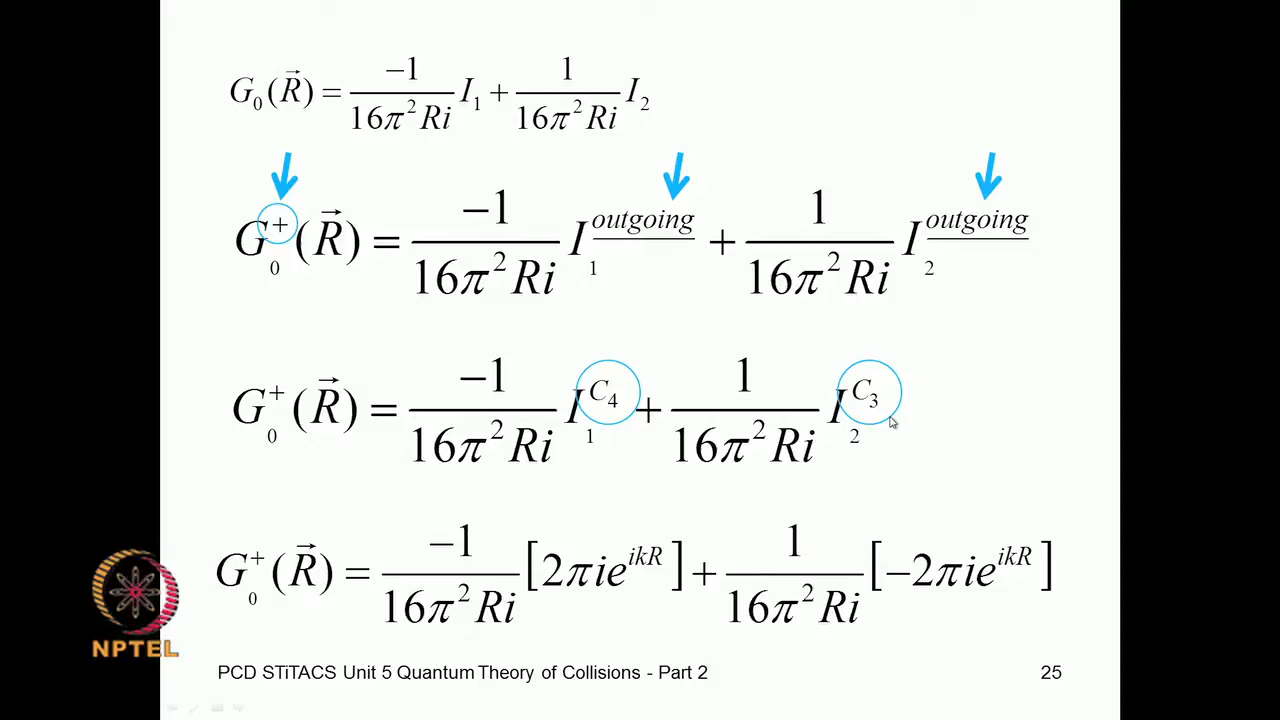 G₀(R⃗) = −1/(16π²Ri) I₁ + 1/(16π²Ri) I₂
G₀⁺(R⃗) = −1/(16π²Ri) I₁^outgoing + 1/(16π²Ri) I₂^outgoing
G₀⁺(R⃗) = −1/(16π²Ri) I₁^C₄ + 1/(16π²Ri) I₂^C₃
G₀⁺(R⃗) = −1/(16π²Ri) [2πie^ikR] + 1/(16π²Ri) [−2πie^ikR]
NPTEL
PCD STiTACS Unit 5 Quantum Theory of Collisions - Part 2 25